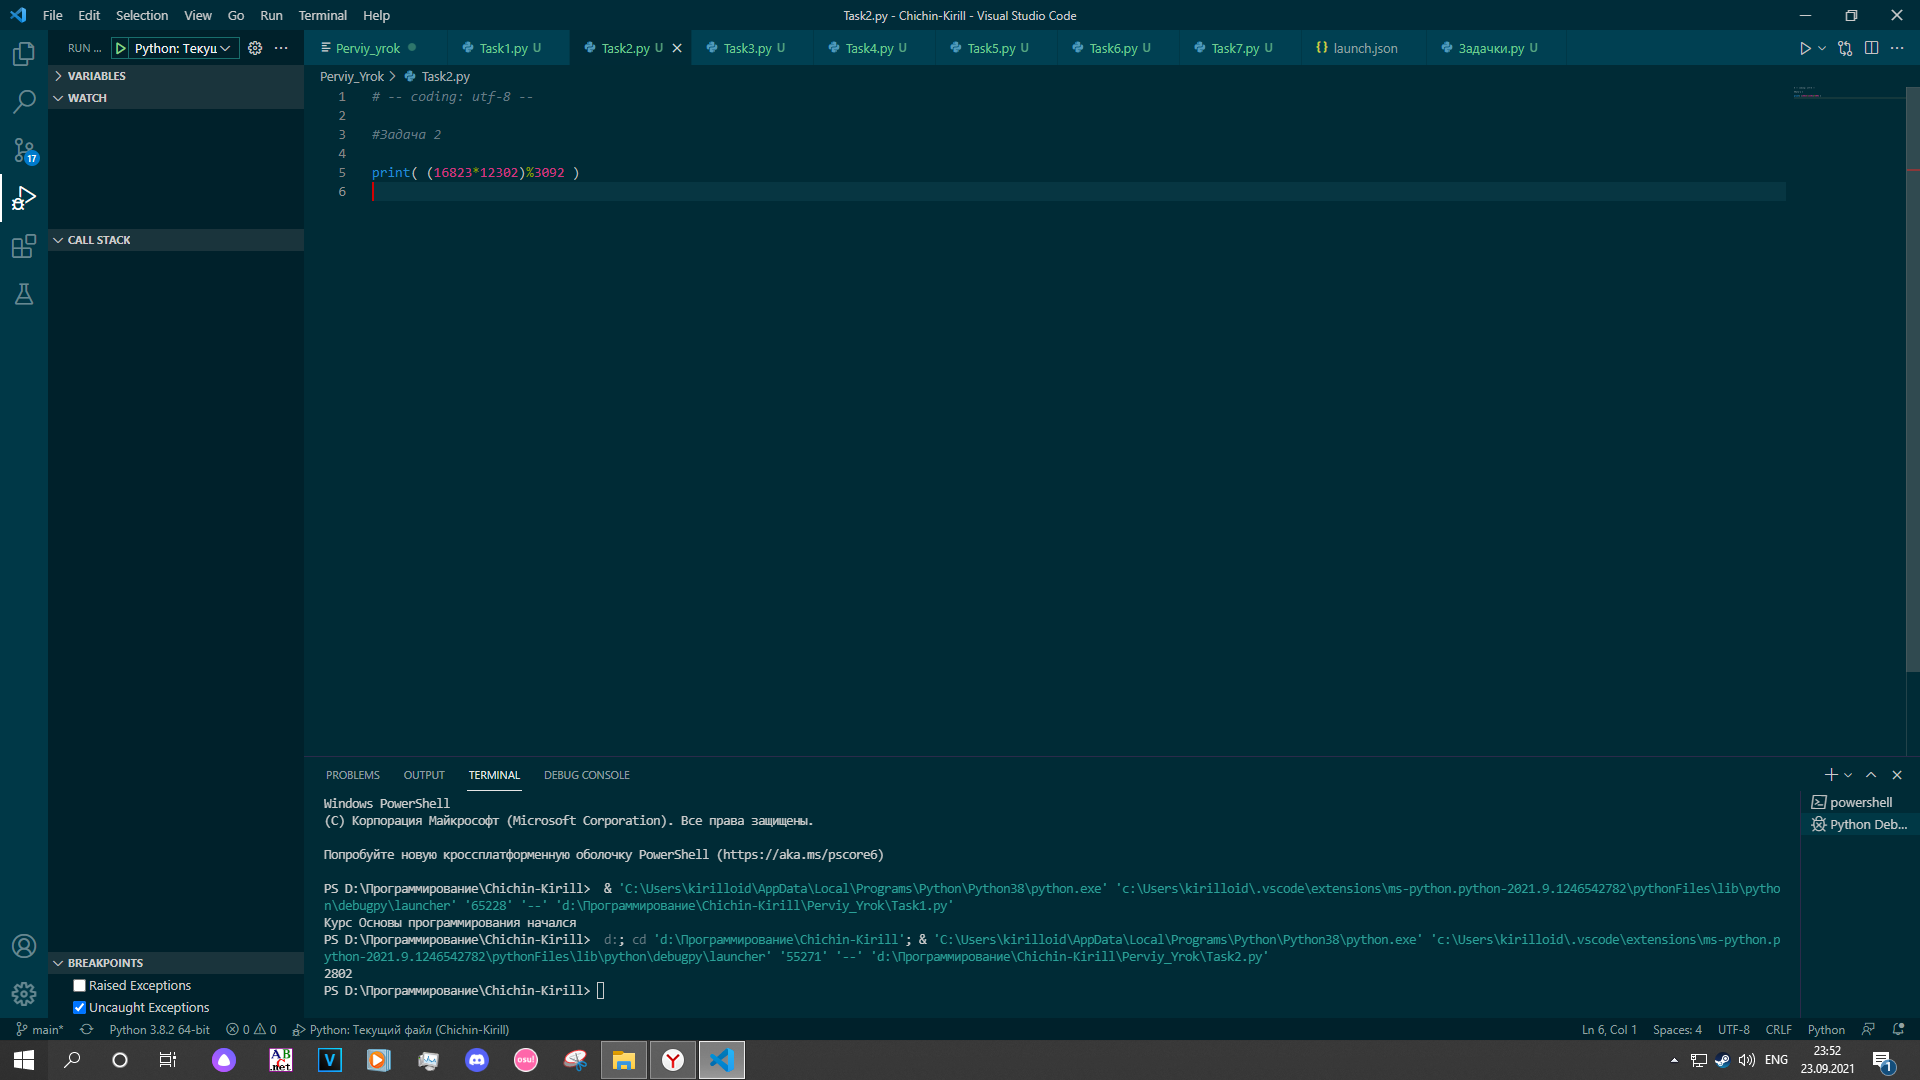 File Edit Selection View Go Run Terminal Help
Task2.py - Chichin-Kirill - Visual Studio Code
RUN ... Python: Текущ
Perviy_yrok Task1.py U Task2.py U Task3.py U Task4.py U Task5.py U Task6.py U Task7.py U {} launch.json Задачки.py U
VARIABLES
WATCH
CALL STACK
BREAKPOINTS
Raised Exceptions
Uncaught Exceptions
17
Perviy_Yrok > Task2.py
1 # -- coding: utf-8 --
2
3 #Задача 2
4
5 print( (16823*12302)%3092 )
6
PROBLEMS OUTPUT TERMINAL DEBUG CONSOLE
Windows PowerShell
(C) Корпорация Майкрософт (Microsoft Corporation). Все права защищены.
Попробуйте новую кроссплатформенную оболочку PowerShell (https://aka.ms/pscore6)
PS D:\Программирование\Chichin-Kirill>  & 'C:\Users\kirilloid\AppData\Local\Programs\Python\Python38\python.exe' 'c:\Users\kirilloid\.vscode\extensions\ms-python.python-2021.9.1246542782\pythonFiles\lib\pytho
n\debugpy\launcher' '65228' '--' 'd:\Программирование\Chichin-Kirill\Perviy_Yrok\Task1.py'
Курс Основы программирования начался
PS D:\Программирование\Chichin-Kirill>  d:; cd 'd:\Программирование\Chichin-Kirill'; & 'C:\Users\kirilloid\AppData\Local\Programs\Python\Python38\python.exe' 'c:\Users\kirilloid\.vscode\extensions\ms-python.p
ython-2021.9.1246542782\pythonFiles\lib\python\debugpy\launcher' '55271' '--' 'd:\Программирование\Chichin-Kirill\Perviy_Yrok\Task2.py'
2802
PS D:\Программирование\Chichin-Kirill>
powershell
Python Deb...
main* Python 3.8.2 64-bit 0 0 Python: Текущий файл (Chichin-Kirill)
Ln 6, Col 1 Spaces: 4 UTF-8 CRLF Python
AB
.net
V
osu!
Y
ENG
23:52
23.09.2021
1